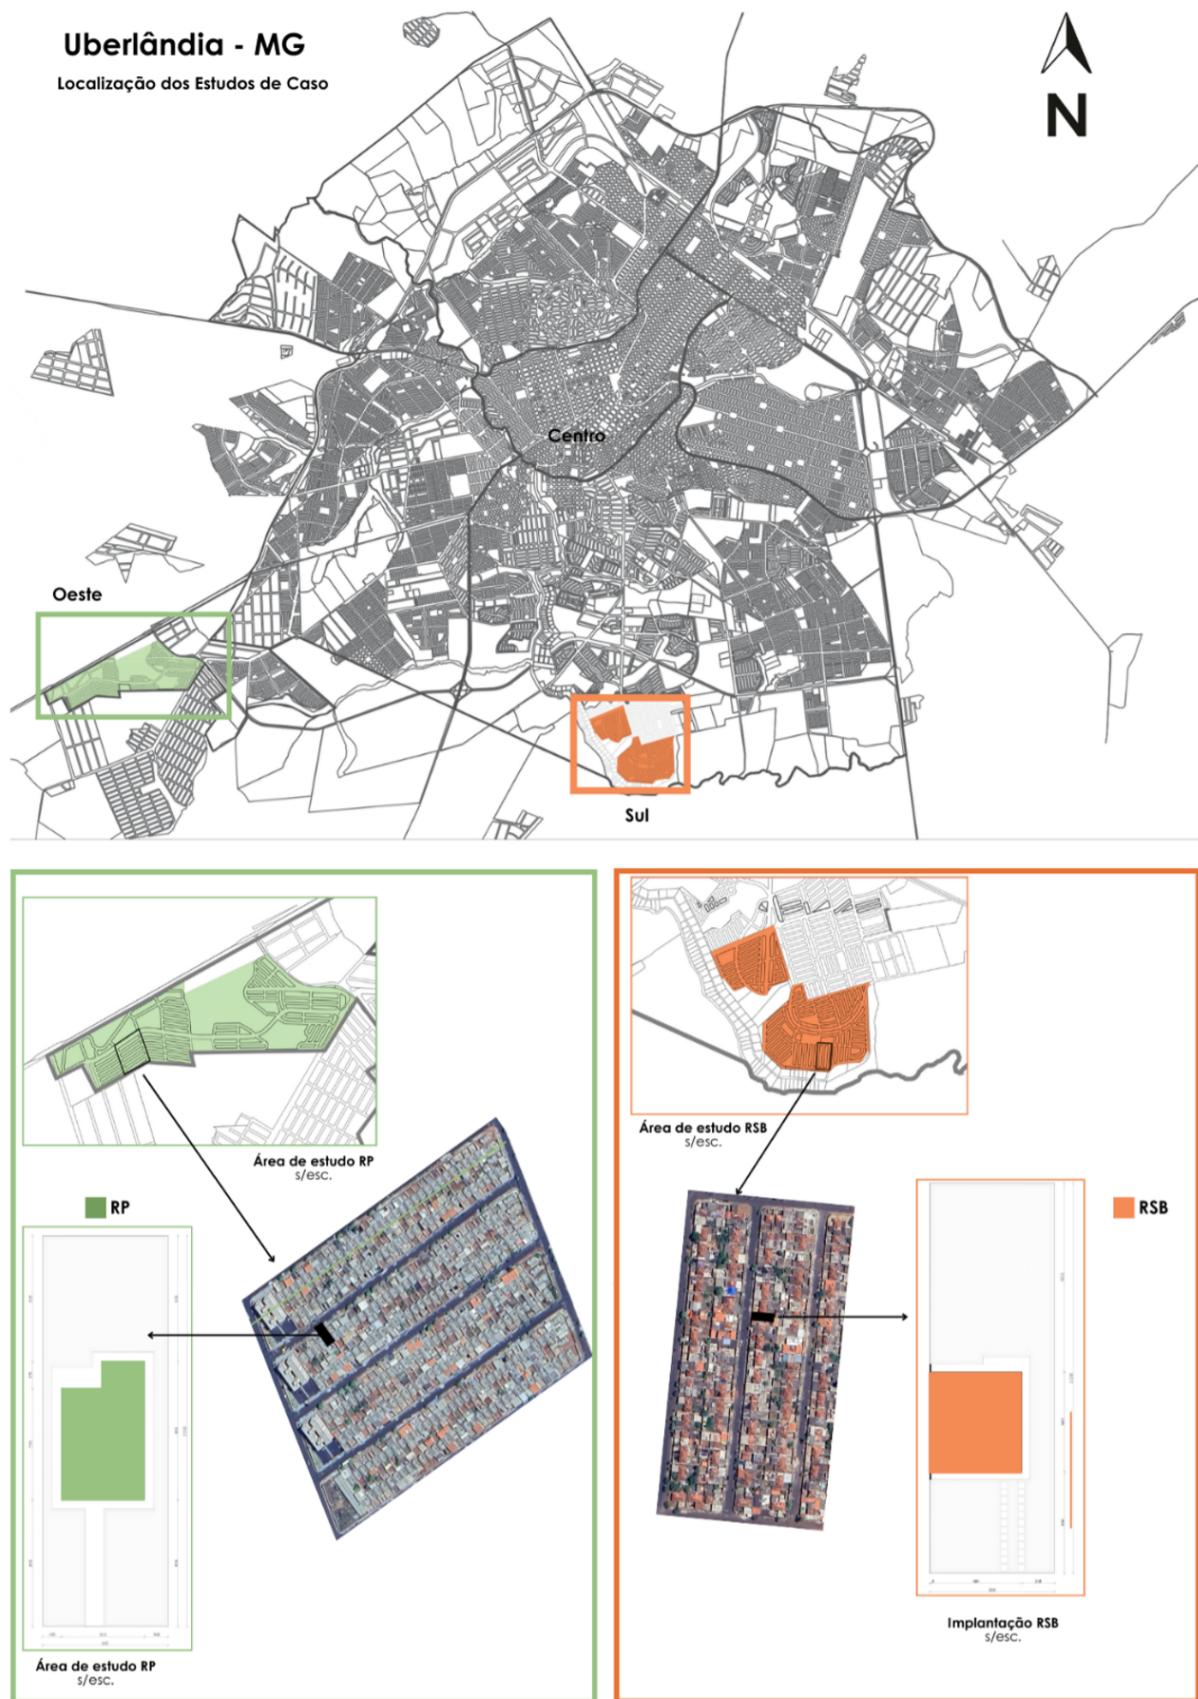 Uberlândia - MG
Localização dos Estudos de Caso
N
Centro
Oeste
Sul
Área de estudo RP
s/esc.
RP
Área de estudo RP
s/esc.
Área de estudo RSB
s/esc.
RSB
Implantação RSB
s/esc.